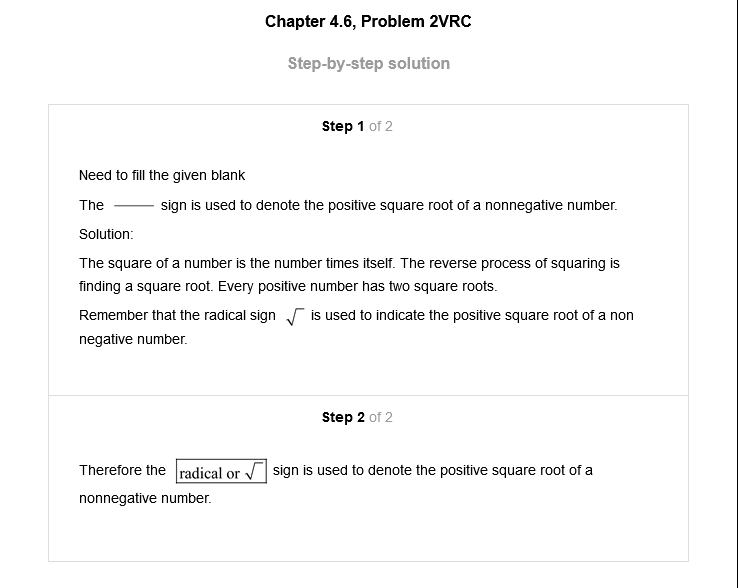 Chapter 4.6, Problem 2VRC
Step-by-step solution
Step 1 of 2
Need to fill the given blank
The ____ sign is used to denote the positive square root of a nonnegative number.
Solution:
The square of a number is the number times itself. The reverse process of squaring is
finding a square root. Every positive number has two square roots.
Remember that the radical sign √ is used to indicate the positive square root of a non
negative number.
Step 2 of 2
Therefore the radical or √ sign is used to denote the positive square root of a
nonnegative number.